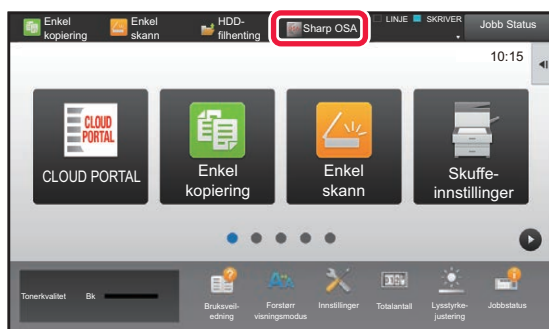 Enkel
kopiering
Enkel
skann
HDD-
filhenting
Sharp OSA
LINJE
SKRIVER
Jobb Status
10:15
CLOUD
PORTAL
CLOUD PORTAL
Enkel
kopiering
Enkel
skann
Skuffe-
innstillinger
Tonerkvalitet
Bk
Bruksveil-
edning
Forstørr
visningsmodus
Innstillinger
Totalantall
Lysstyrke-
justering
Jobbstatus